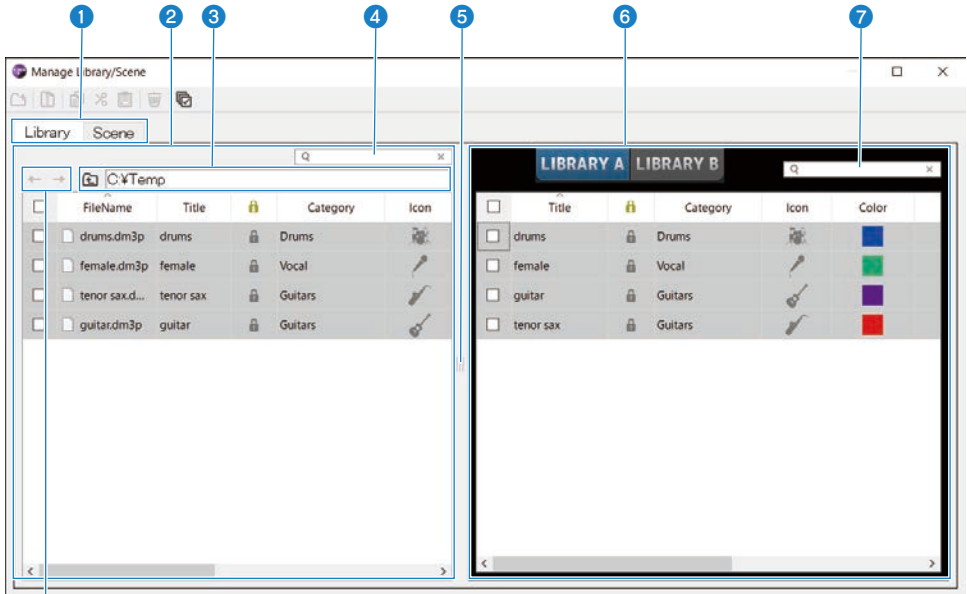 1 2 3 4 5 6 7
Manage Library/Scene
Library Scene
LIBRARY A LIBRARY B
C:¥Temp
FileName Title Category Icon
Title Category Icon Color
drums.dm3p drums Drums
drums Drums
female.dm3p female Vocal
female Vocal
tenor sax.d... tenor sax Guitars
guitar Guitars
guitar.dm3p guitar Guitars
tenor sax Guitars